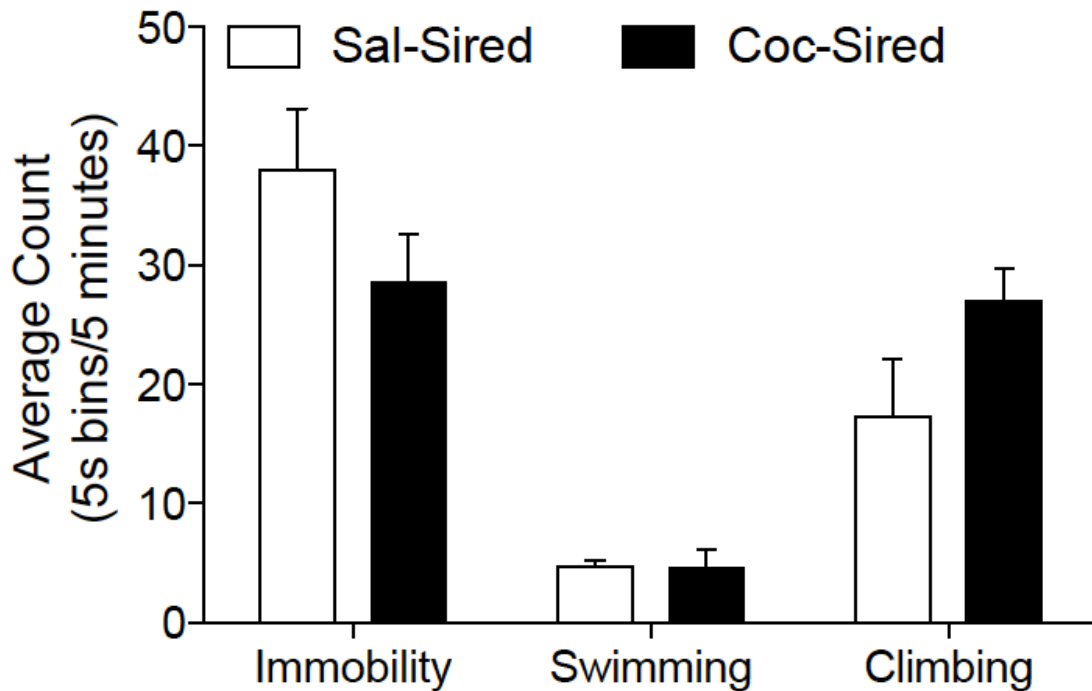 Sal-Sired
Coc-Sired
Average Count
(5s bins/5 minutes)
50
40
30
20
10
0
Immobility
Swimming
Climbing